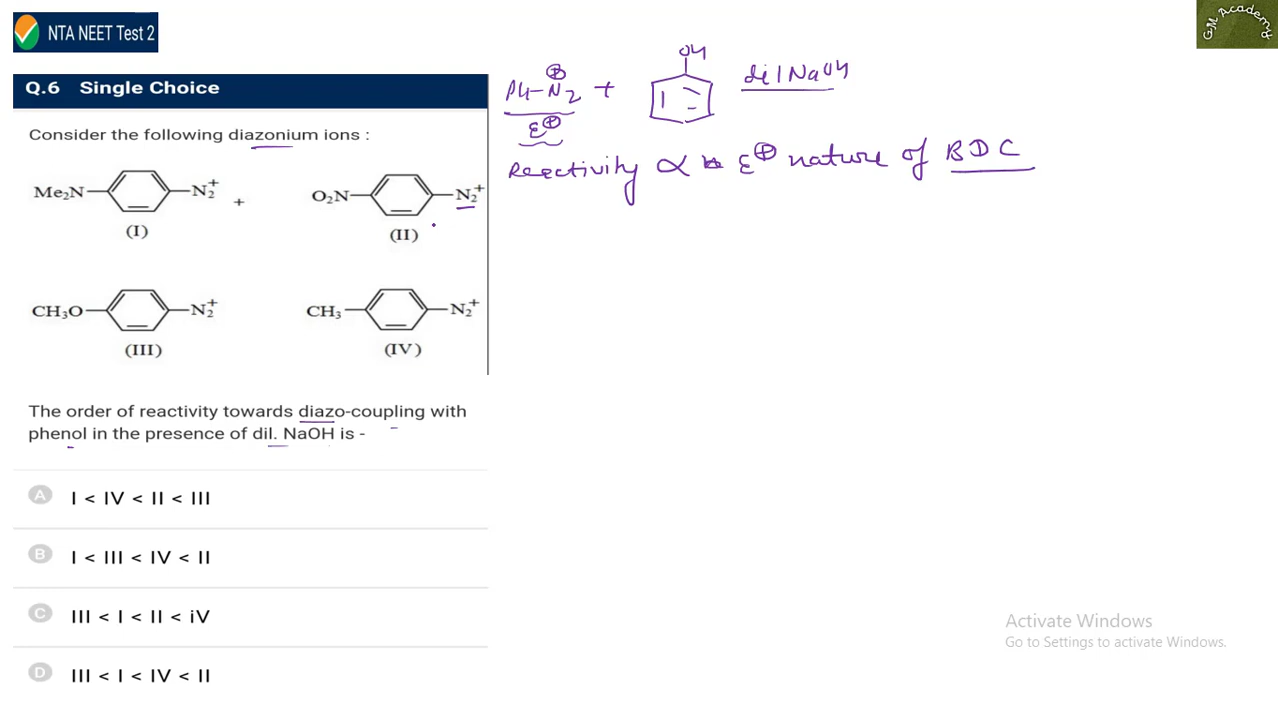 NTA NEET Test 2
GM Academy
Q.6 Single Choice
Consider the following diazonium ions :
Me₂N N₂⁺
(I)
+
O₂N N₂⁺
(II)
CH₃O N₂⁺
(III)
CH₃ N₂⁺
(IV)
The order of reactivity towards diazo-coupling with
phenol in the presence of dil. NaOH is -
A I < IV < II < III
B I < III < IV < II
C III < I < II < iV
D III < I < IV < II
OH
Ph-N₂⊕ + dil NaOH
E⊕
Reactivity ∝ E⊕ nature of BDC
Activate Windows
Go to Settings to activate Windows.